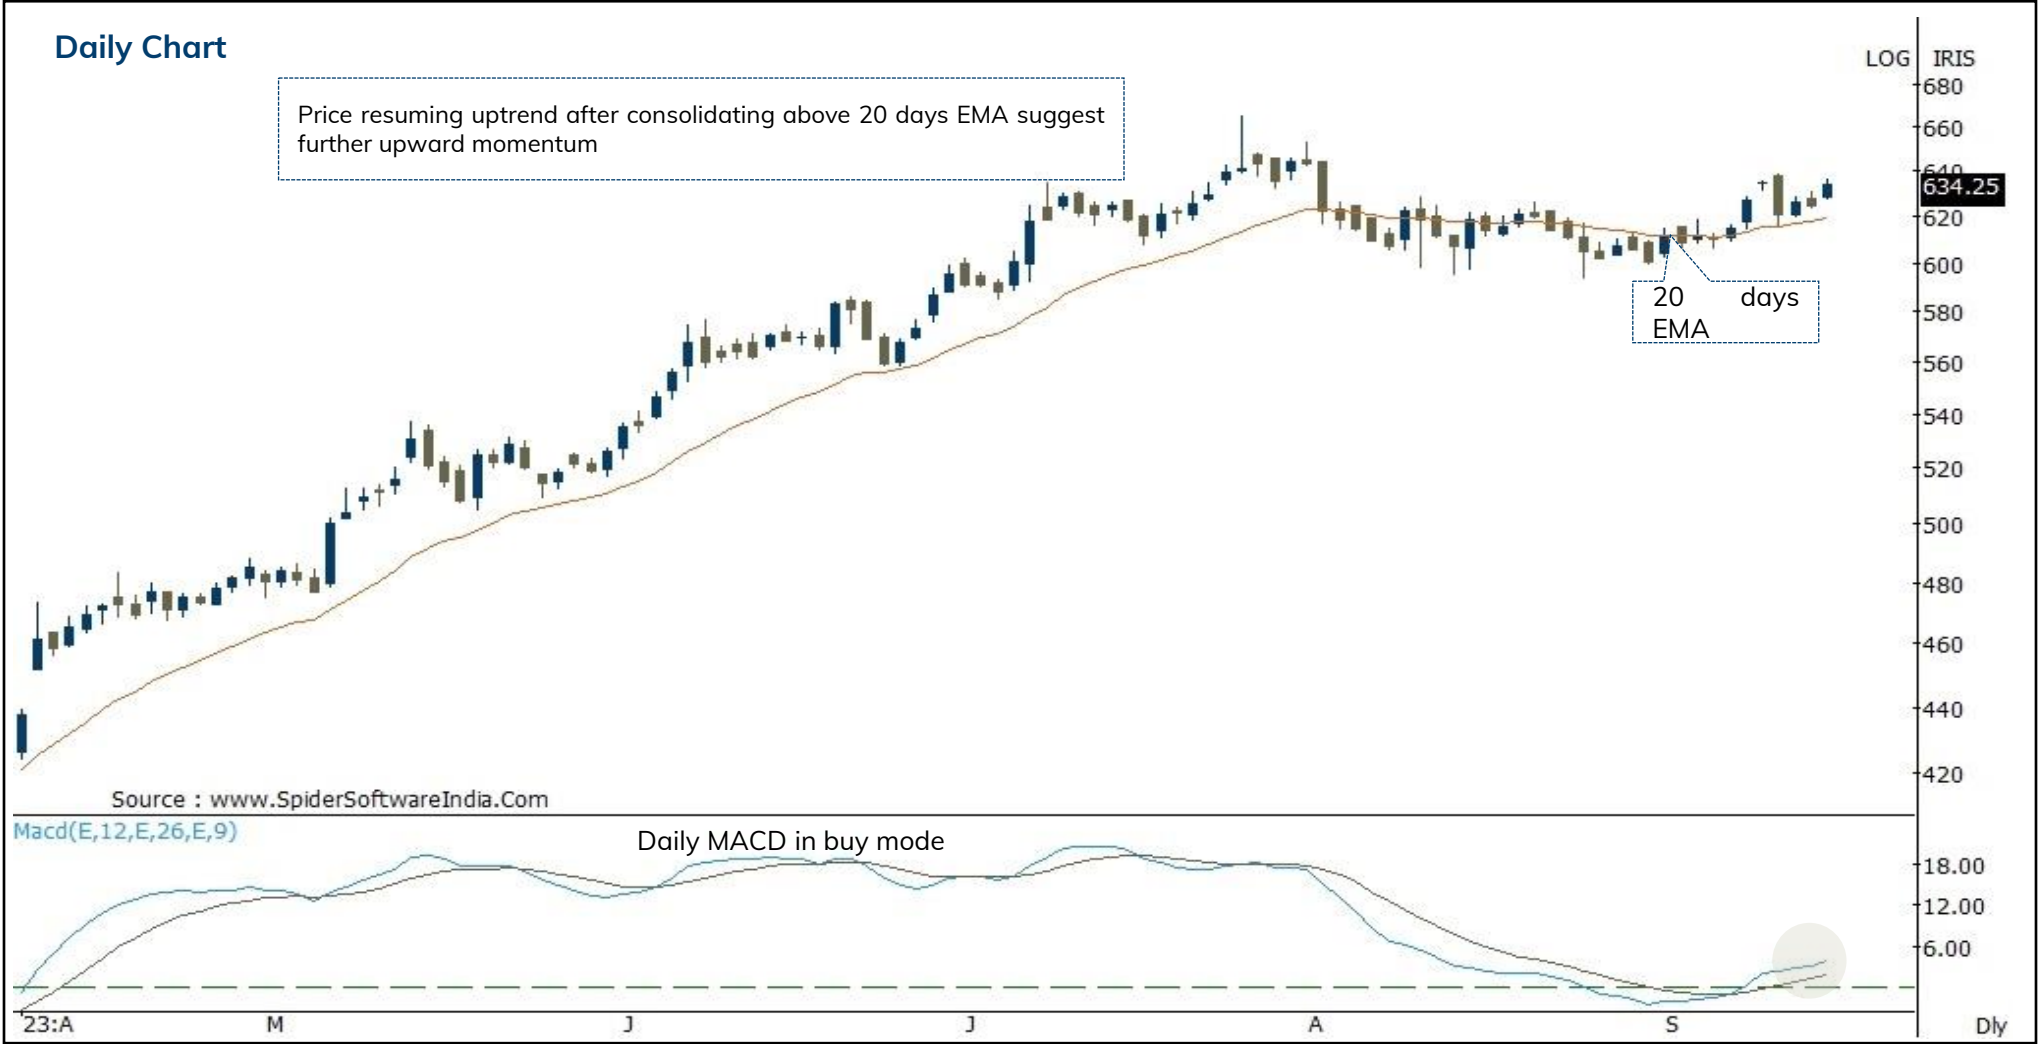 Daily Chart
LOG IRIS
Price resuming uptrend after consolidating above 20 days EMA suggest
further upward momentum
680
660
640
634.25
620
600
20 days
EMA
580
560
540
520
500
480
460
440
420
Source : www.SpiderSoftwareIndia.Com
Macd(E,12,E,26,E,9)
Daily MACD in buy mode
18.00
12.00
6.00
'23:A M J J A S Dly